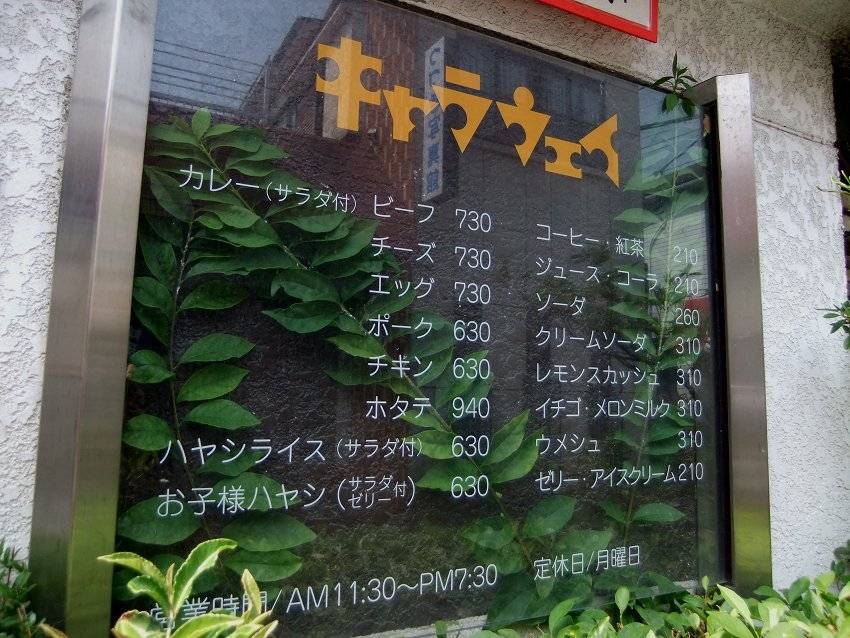 キャラウェイ
カレー（サラダ付）ビーフ 730
チーズ 730
エッグ 730
ポーク 630
チキン 630
ホタテ 940
ハヤシライス（サラダ付）630
お子様ハヤシ（サラダゼリー付）630
コーヒー・紅茶 210
ジュース・コーラ 210
ソーダ 260
クリームソーダ 310
レモンスカッシュ 310
イチゴ・メロンミルク 310
ウメシュ 310
ゼリー・アイスクリーム 210
営業時間/AM11:30〜PM7:30 定休日/月曜日